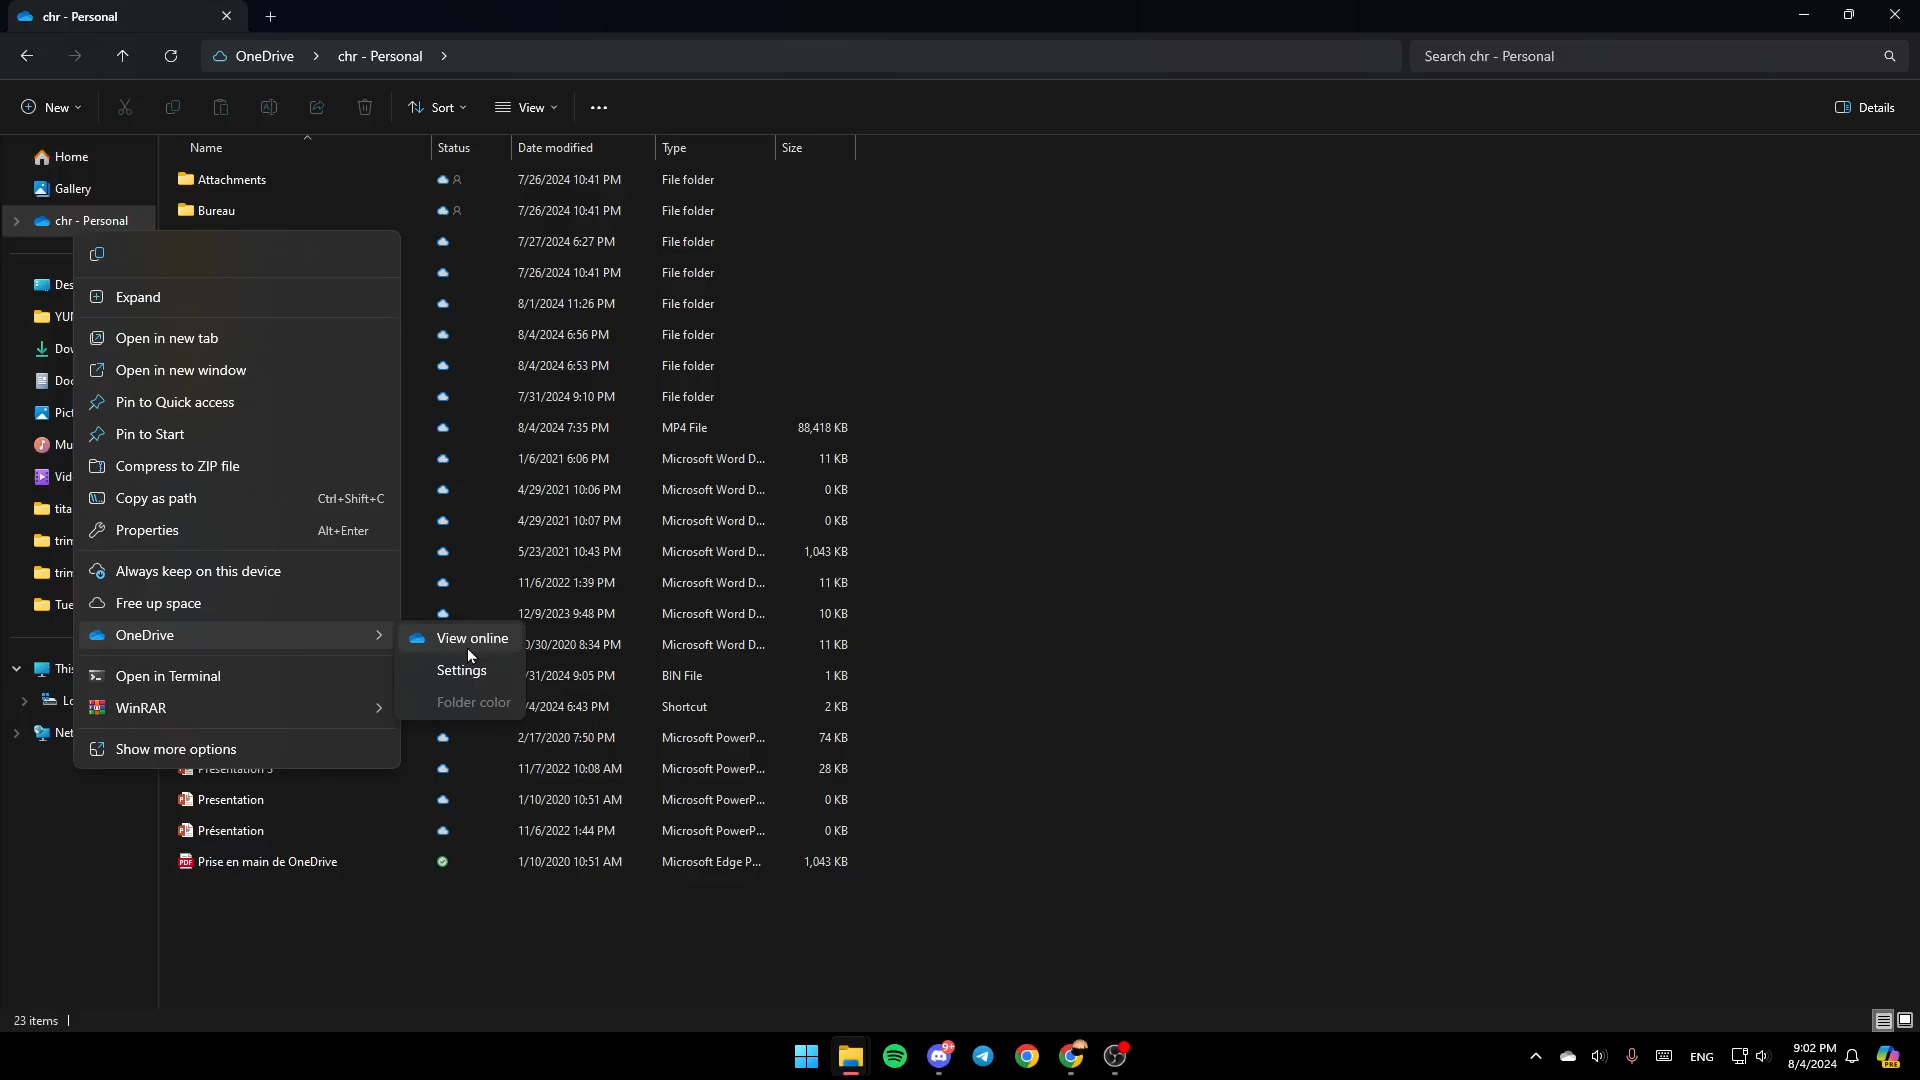 chr - Personal
OneDrive > chr - Personal >
Search chr - Personal
New
Sort
View
Details
Name
Status
Date modified
Type
Size
Home
Gallery
chr - Personal
Attachments 7/26/2024 10:41 PM File folder
Bureau 7/26/2024 10:41 PM File folder
7/27/2024 6:27 PM File folder
7/26/2024 10:41 PM File folder
8/1/2024 11:26 PM File folder
8/4/2024 6:56 PM File folder
8/4/2024 6:53 PM File folder
7/31/2024 9:10 PM File folder
8/4/2024 7:35 PM MP4 File 88,418 KB
1/6/2021 6:06 PM Microsoft Word D... 11 KB
4/29/2021 10:06 PM Microsoft Word D... 0 KB
4/29/2021 10:07 PM Microsoft Word D... 0 KB
5/23/2021 10:43 PM Microsoft Word D... 1,043 KB
11/6/2022 1:39 PM Microsoft Word D... 11 KB
12/9/2023 9:48 PM Microsoft Word D... 10 KB
0/30/2020 8:34 PM Microsoft Word D... 11 KB
/31/2024 9:05 PM BIN File 1 KB
/4/2024 6:43 PM Shortcut 2 KB
2/17/2020 7:50 PM Microsoft PowerP... 74 KB
Presentation 3 11/7/2022 10:08 AM Microsoft PowerP... 28 KB
Presentation 1/10/2020 10:51 AM Microsoft PowerP... 0 KB
Présentation 11/6/2022 1:44 PM Microsoft PowerP... 0 KB
Prise en main de OneDrive 1/10/2020 10:51 AM Microsoft Edge P... 1,043 KB
Des
YUI
Dov
Doc
Pict
Mu
Vid
tita
trin
trin
Tue
This
Lo
Net
Expand
Open in new tab
Open in new window
Pin to Quick access
Pin to Start
Compress to ZIP file
Copy as path Ctrl+Shift+C
Properties Alt+Enter
Always keep on this device
Free up space
OneDrive
Open in Terminal
WinRAR
Show more options
View online
Settings
Folder color
23 items
9+
ENG
9:02 PM
8/4/2024
PRE